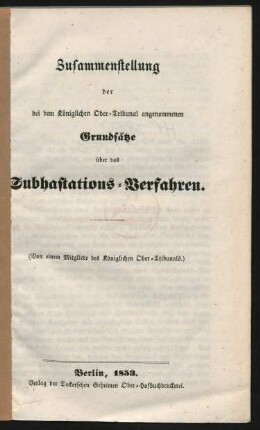 Zusammenstellung
der
bei dem Königlichen Ober-Tribunal angenommenen
Grundsätze
über das
Subhastations-Verfahren.
(Von einem Mitgliede des Königlichen Ober-Tribunals.)
Berlin, 1853.
Verlag der Deckerschen Geheimen Ober-Hofbuchdruckerei.